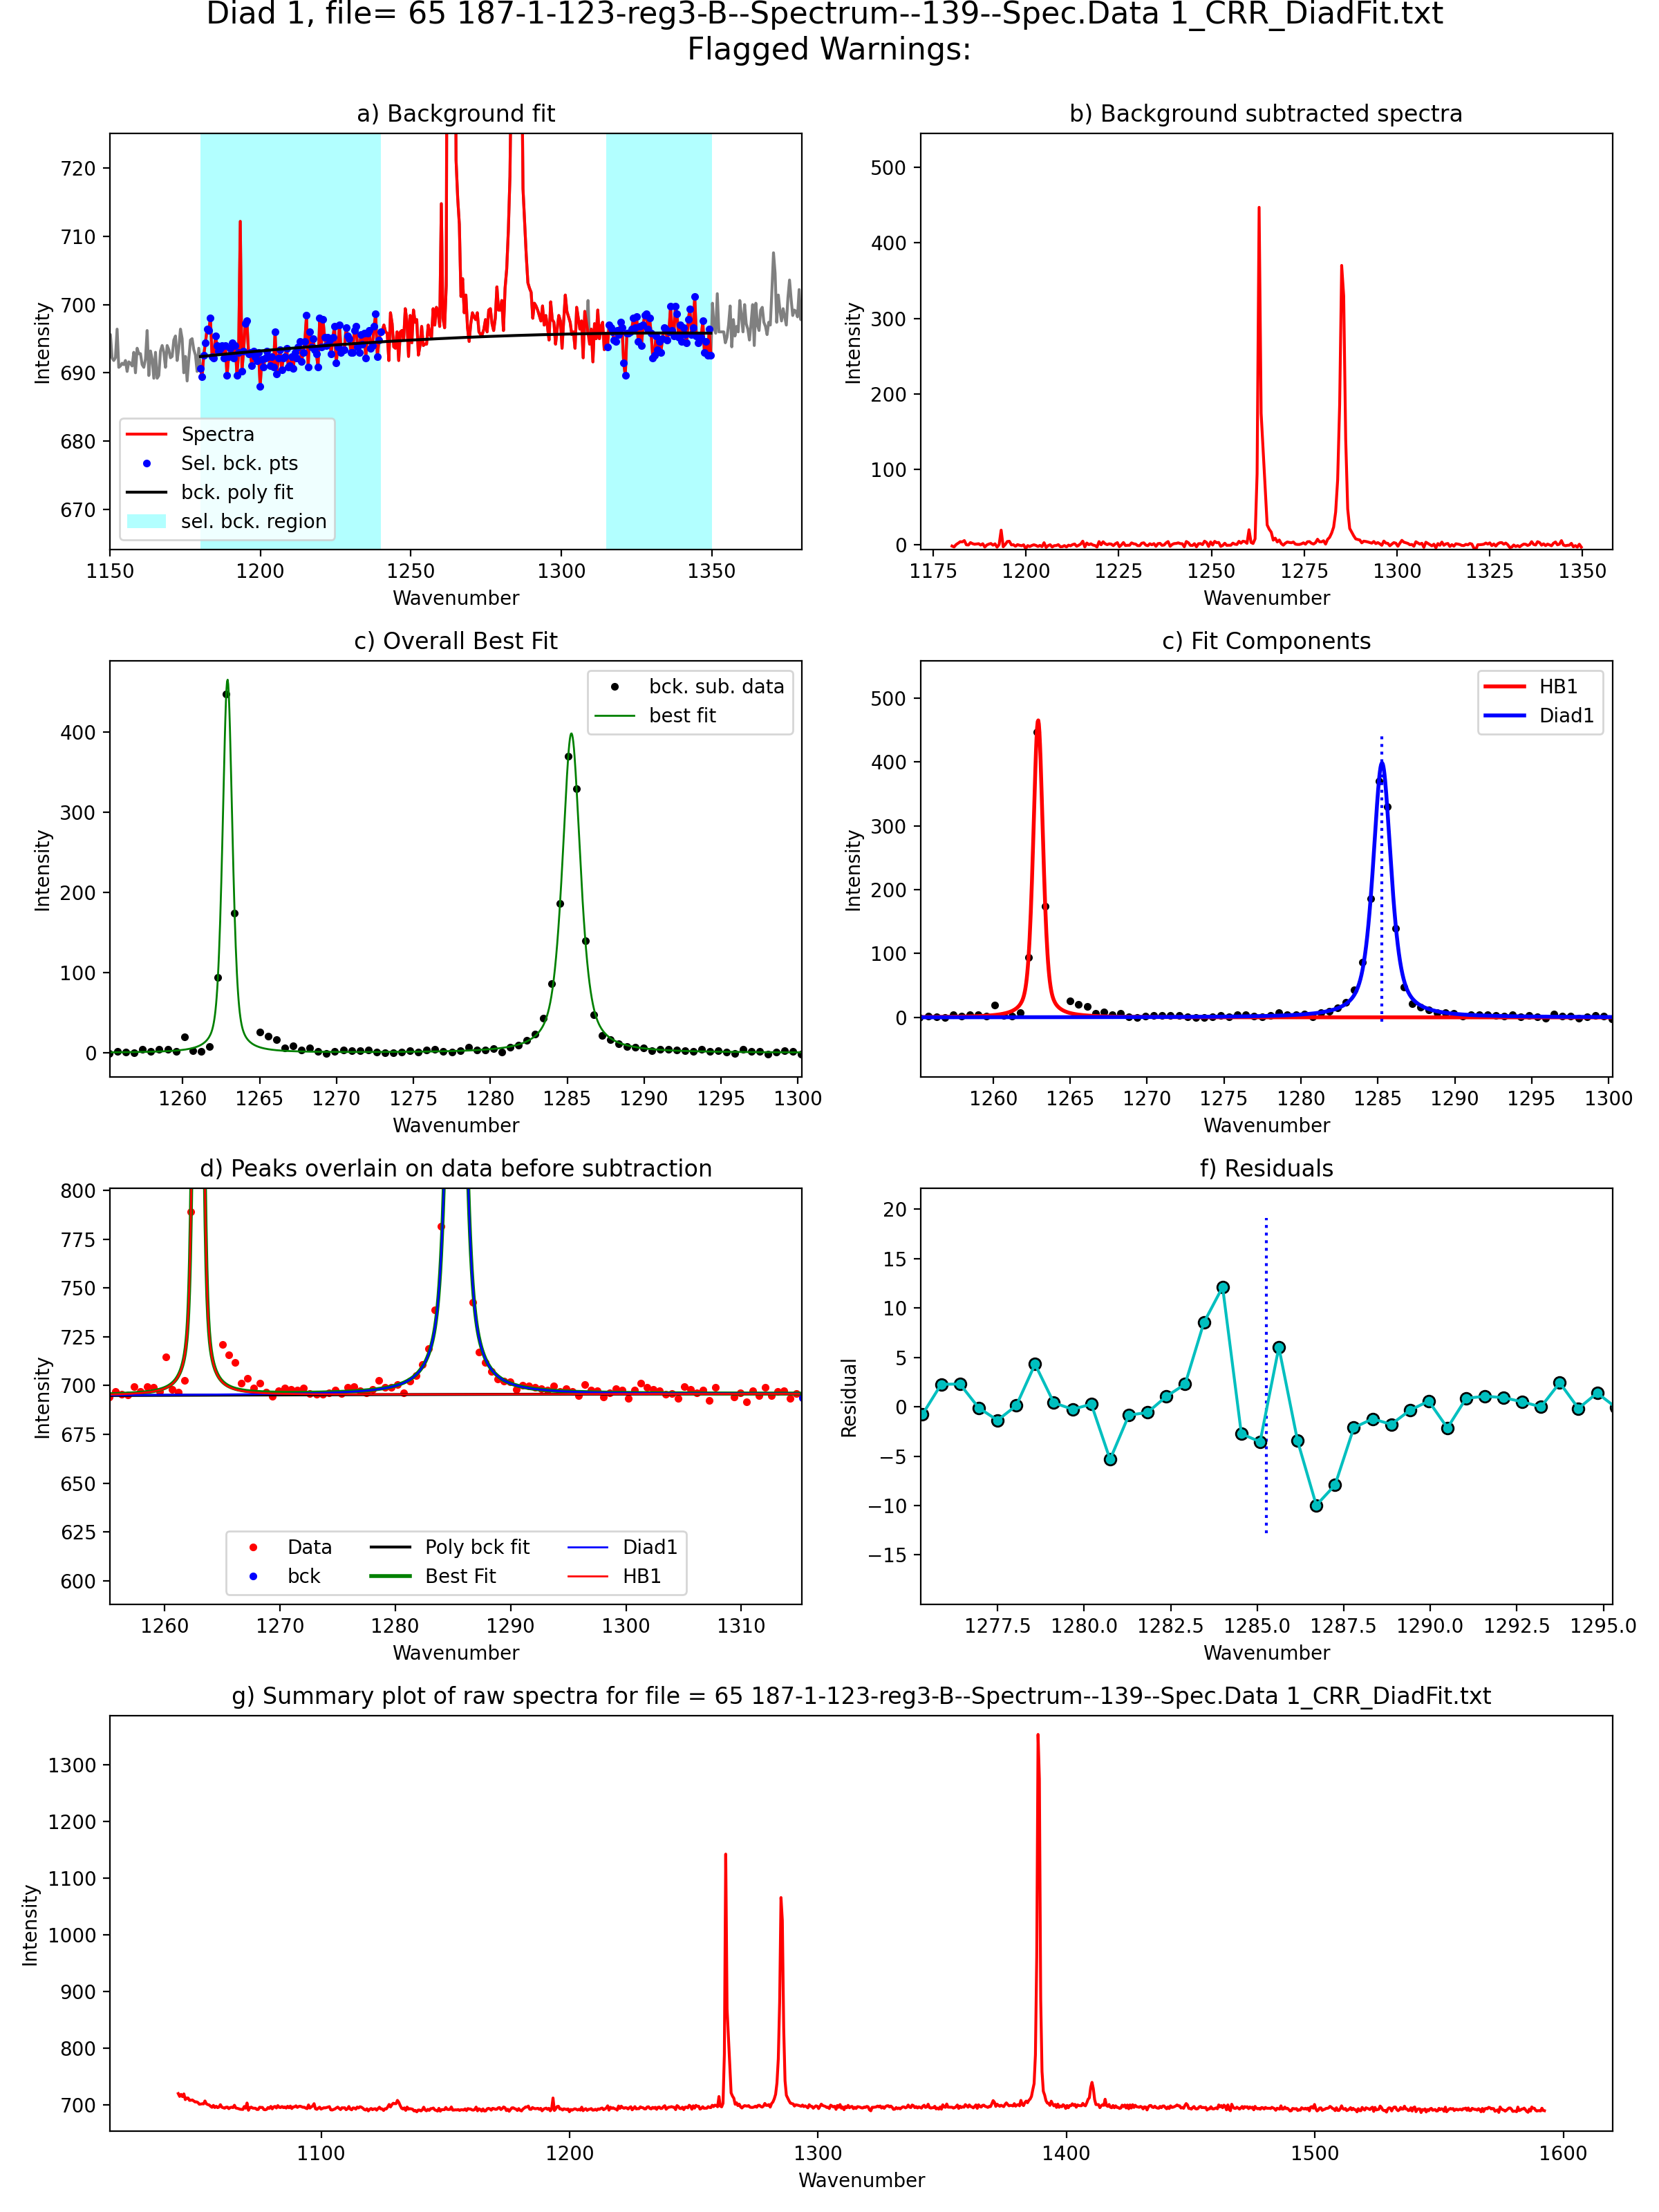 Diad 1, file= 65 187-1-123-reg3-B--Spectrum--139--Spec.Data 1_CRR_DiadFit.txt
Flagged Warnings:
a) Background fit
720
710
700
690
680
670
Intensity
Spectra
Sel. bck. pts
bck. poly fit
sel. bck. region
1150 1200 1250 1300 1350
Wavenumber
b) Background subtracted spectra
500
400
300
200
100
0
Intensity
1175 1200 1225 1250 1275 1300 1325 1350
Wavenumber
c) Overall Best Fit
400
300
200
100
0
Intensity
bck. sub. data
best fit
1260 1265 1270 1275 1280 1285 1290 1295 1300
Wavenumber
c) Fit Components
500
400
300
200
100
0
Intensity
HB1
Diad1
1260 1265 1270 1275 1280 1285 1290 1295 1300
Wavenumber
d) Peaks overlain on data before subtraction
800
775
750
725
700
675
650
625
600
Intensity
Data Poly bck fit Diad1
bck Best Fit HB1
1260 1270 1280 1290 1300 1310
Wavenumber
f) Residuals
20
15
10
5
0
−5
−10
−15
Residual
1277.5 1280.0 1282.5 1285.0 1287.5 1290.0 1292.5 1295.0
Wavenumber
g) Summary plot of raw spectra for file = 65 187-1-123-reg3-B--Spectrum--139--Spec.Data 1_CRR_DiadFit.txt
1300
1200
1100
1000
900
800
700
Intensity
1100 1200 1300 1400 1500 1600
Wavenumber